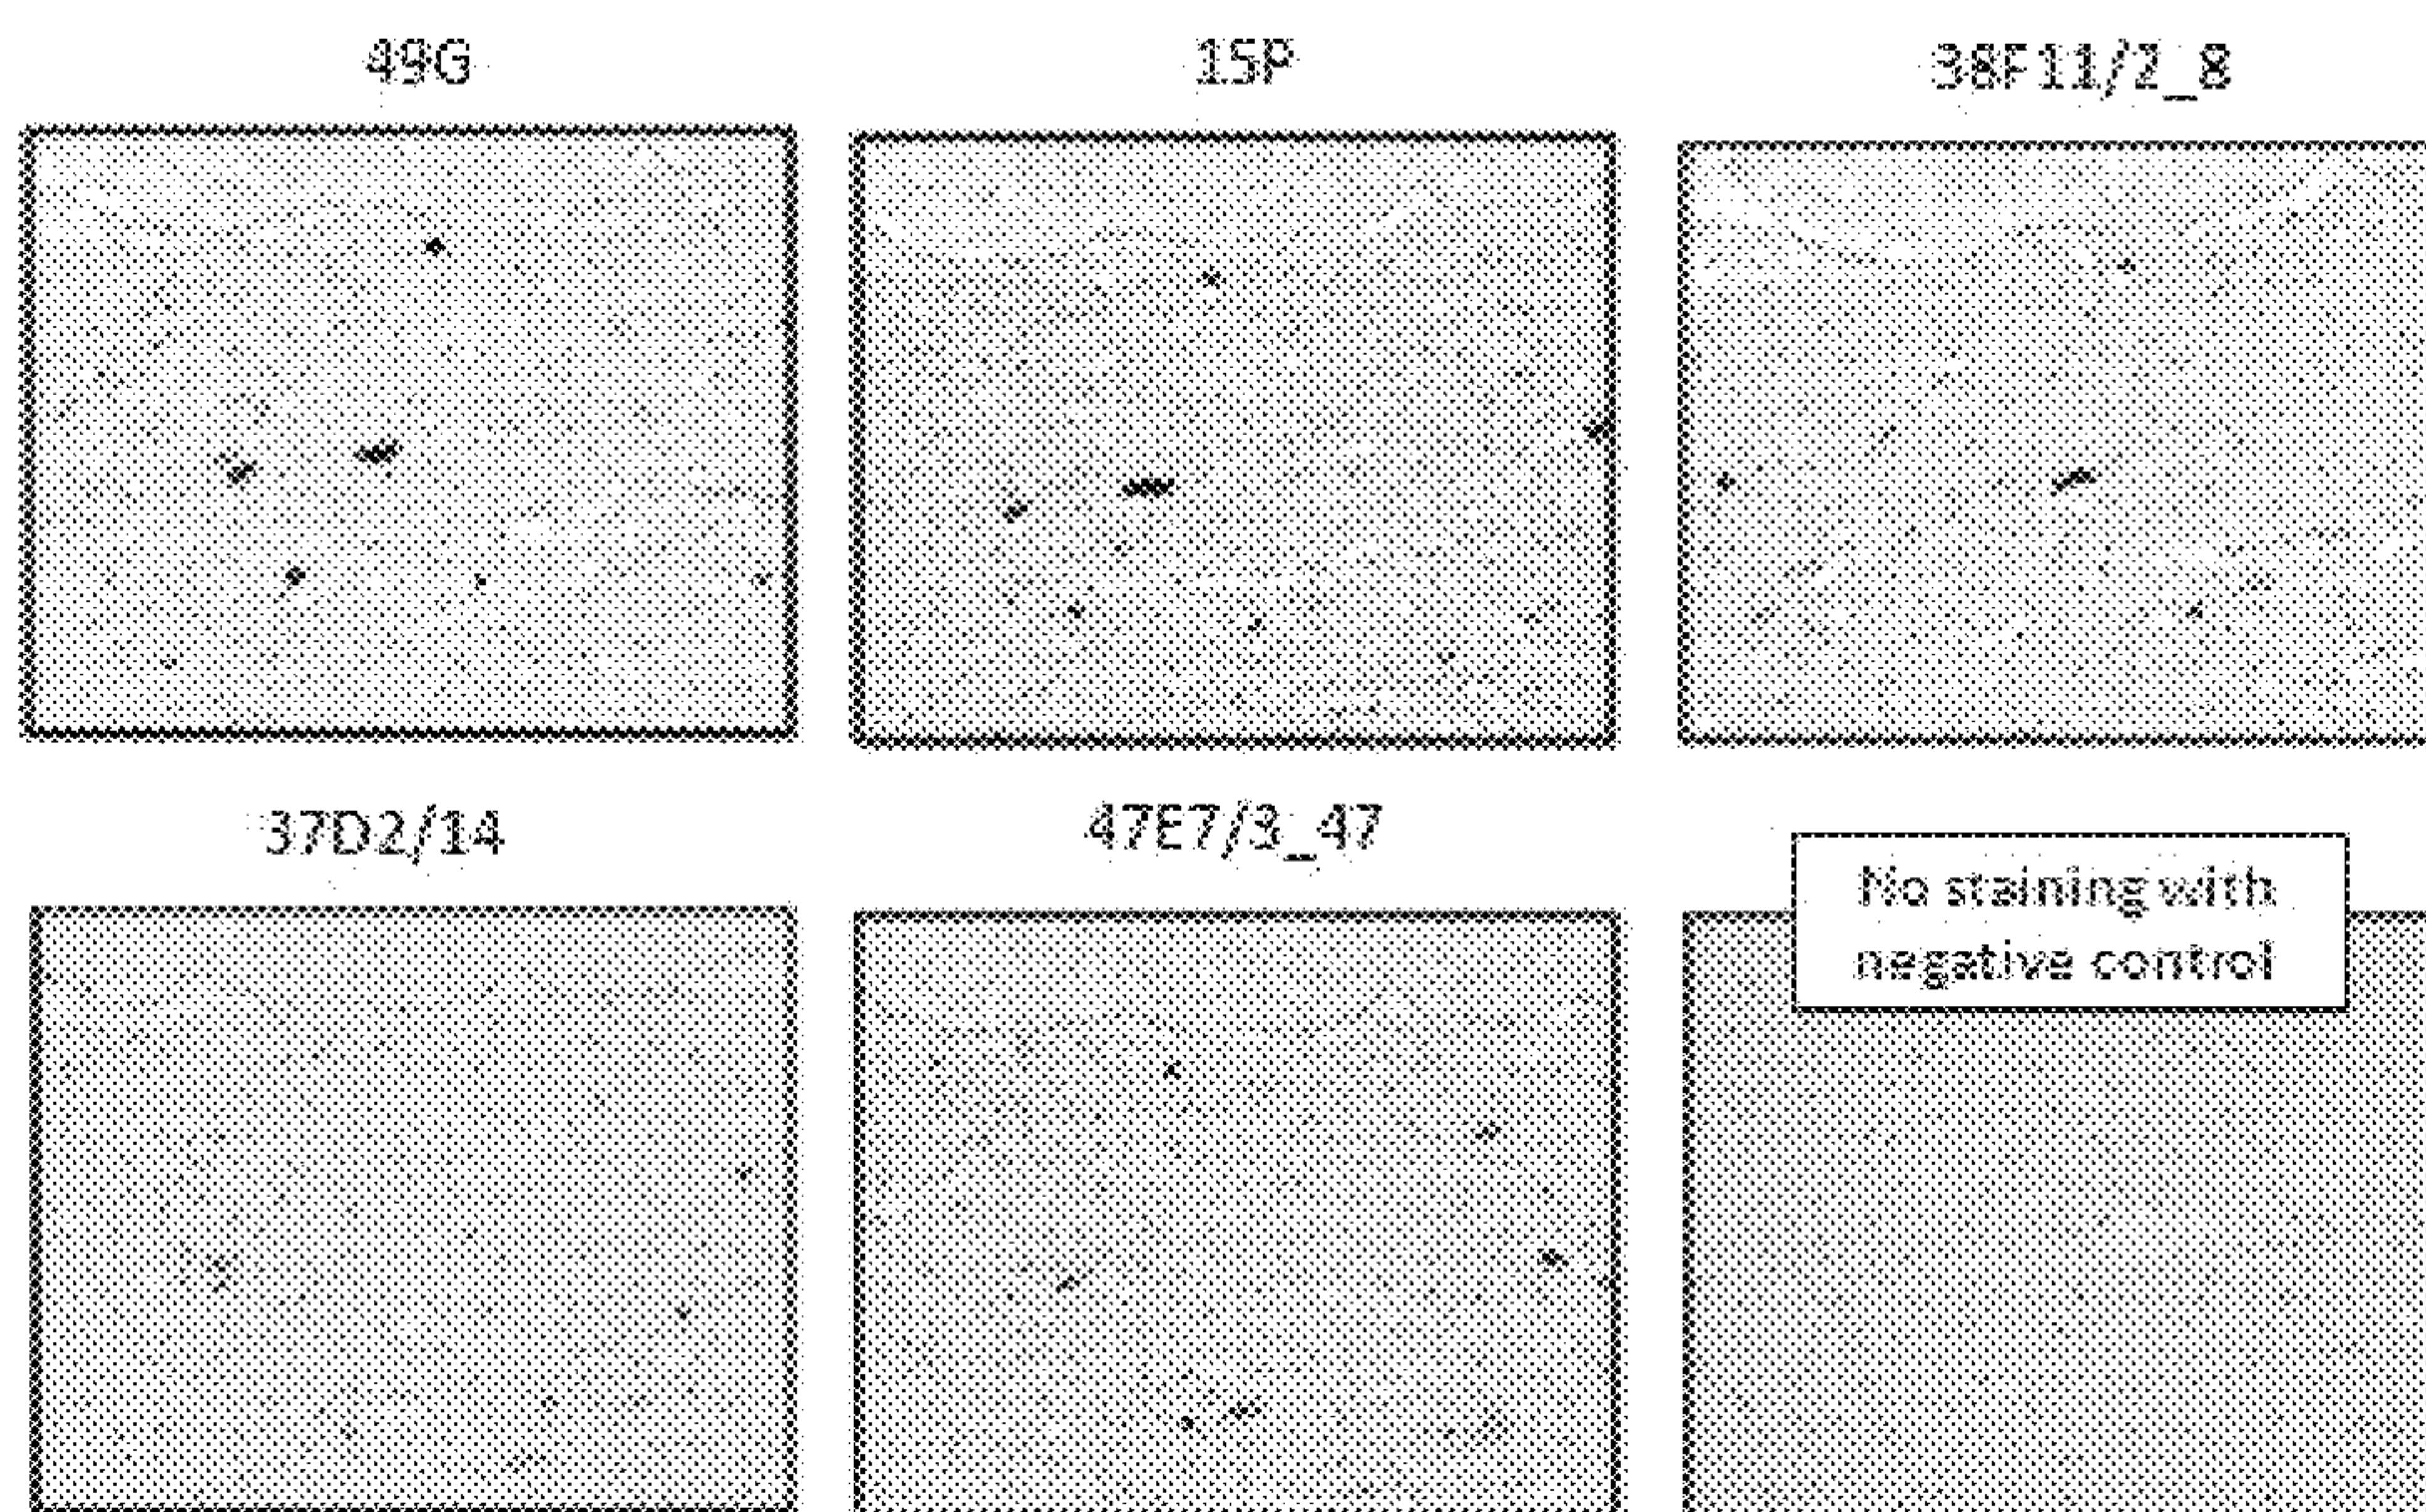 49G
15P
38F11/2_8
37D2/14
47E7/3_47
No staining with
negative control